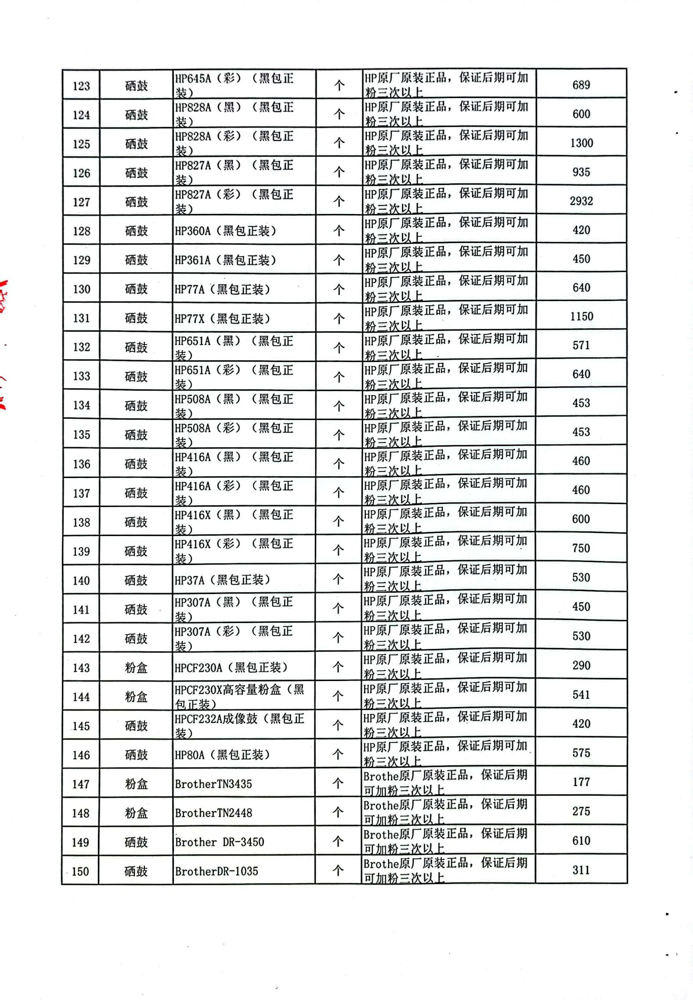 123 硒鼓 HP645A（彩）（黑包正装） 个 HP原厂原装正品，保证后期可加粉三次以上 689
124 硒鼓 HP828A（黑）（黑包正装） 个 HP原厂原装正品，保证后期可加粉三次以上 600
125 硒鼓 HP828A（彩）（黑包正装） 个 HP原厂原装正品，保证后期可加粉三次以上 1300
126 硒鼓 HP827A（黑）（黑包正装） 个 HP原厂原装正品，保证后期可加粉三次以上 935
127 硒鼓 HP827A（彩）（黑包正装） 个 HP原厂原装正品，保证后期可加粉三次以上 2932
128 硒鼓 HP360A（黑包正装） 个 HP原厂原装正品，保证后期可加粉三次以上 420
129 硒鼓 HP361A（黑包正装） 个 HP原厂原装正品，保证后期可加粉三次以上 450
130 硒鼓 HP77A（黑包正装） 个 HP原厂原装正品，保证后期可加粉三次以上 640
131 硒鼓 HP77X（黑包正装） 个 HP原厂原装正品，保证后期可加粉三次以上 1150
132 硒鼓 HP651A（黑）（黑包正装） 个 HP原厂原装正品，保证后期可加粉三次以上 571
133 硒鼓 HP651A（彩）（黑包正装） 个 HP原厂原装正品，保证后期可加粉三次以上 640
134 硒鼓 HP508A（黑）（黑包正装） 个 HP原厂原装正品，保证后期可加粉三次以上 453
135 硒鼓 HP508A（彩）（黑包正装） 个 HP原厂原装正品，保证后期可加粉三次以上 453
136 硒鼓 HP416A（黑）（黑包正装） 个 HP原厂原装正品，保证后期可加粉三次以上 460
137 硒鼓 HP416A（彩）（黑包正装） 个 HP原厂原装正品，保证后期可加粉三次以上 460
138 硒鼓 HP416X（黑）（黑包正装） 个 HP原厂原装正品，保证后期可加粉三次以上 600
139 硒鼓 HP416X（彩）（黑包正装） 个 HP原厂原装正品，保证后期可加粉三次以上 750
140 硒鼓 HP37A（黑包正装） 个 HP原厂原装正品，保证后期可加粉三次以上 530
141 硒鼓 HP307A（黑）（黑包正装） 个 HP原厂原装正品，保证后期可加粉三次以上 450
142 硒鼓 HP307A（彩）（黑包正装） 个 HP原厂原装正品，保证后期可加粉三次以上 530
143 粉盒 HPCF230A（黑包正装） 个 HP原厂原装正品，保证后期可加粉三次以上 290
144 粉盒 HPCF230X高容量粉盒（黑包正装） 个 HP原厂原装正品，保证后期可加粉三次以上 541
145 硒鼓 HPCF232A成像鼓（黑包正装） 个 HP原厂原装正品，保证后期可加粉三次以上 420
146 硒鼓 HP80A（黑包正装） 个 HP原厂原装正品，保证后期可加粉三次以上 575
147 粉盒 BrotherTN3435 个 Brothe原厂原装正品，保证后期可加粉三次以上 177
148 粉盒 BrotherTN2448 个 Brothe原厂原装正品，保证后期可加粉三次以上 275
149 硒鼓 Brother DR-3450 个 Brothe原厂原装正品，保证后期可加粉三次以上 610
150 硒鼓 BrotherDR-1035 个 Brothe原厂原装正品，保证后期可加粉三次以上 311